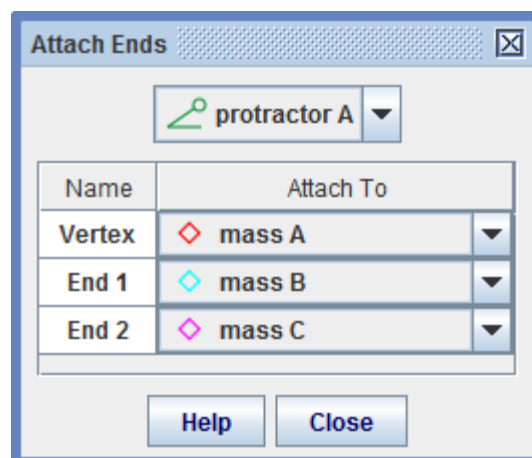 Attach Ends
protractor A
Name Attach To
Vertex mass A
End 1 mass B
End 2 mass C
Help Close